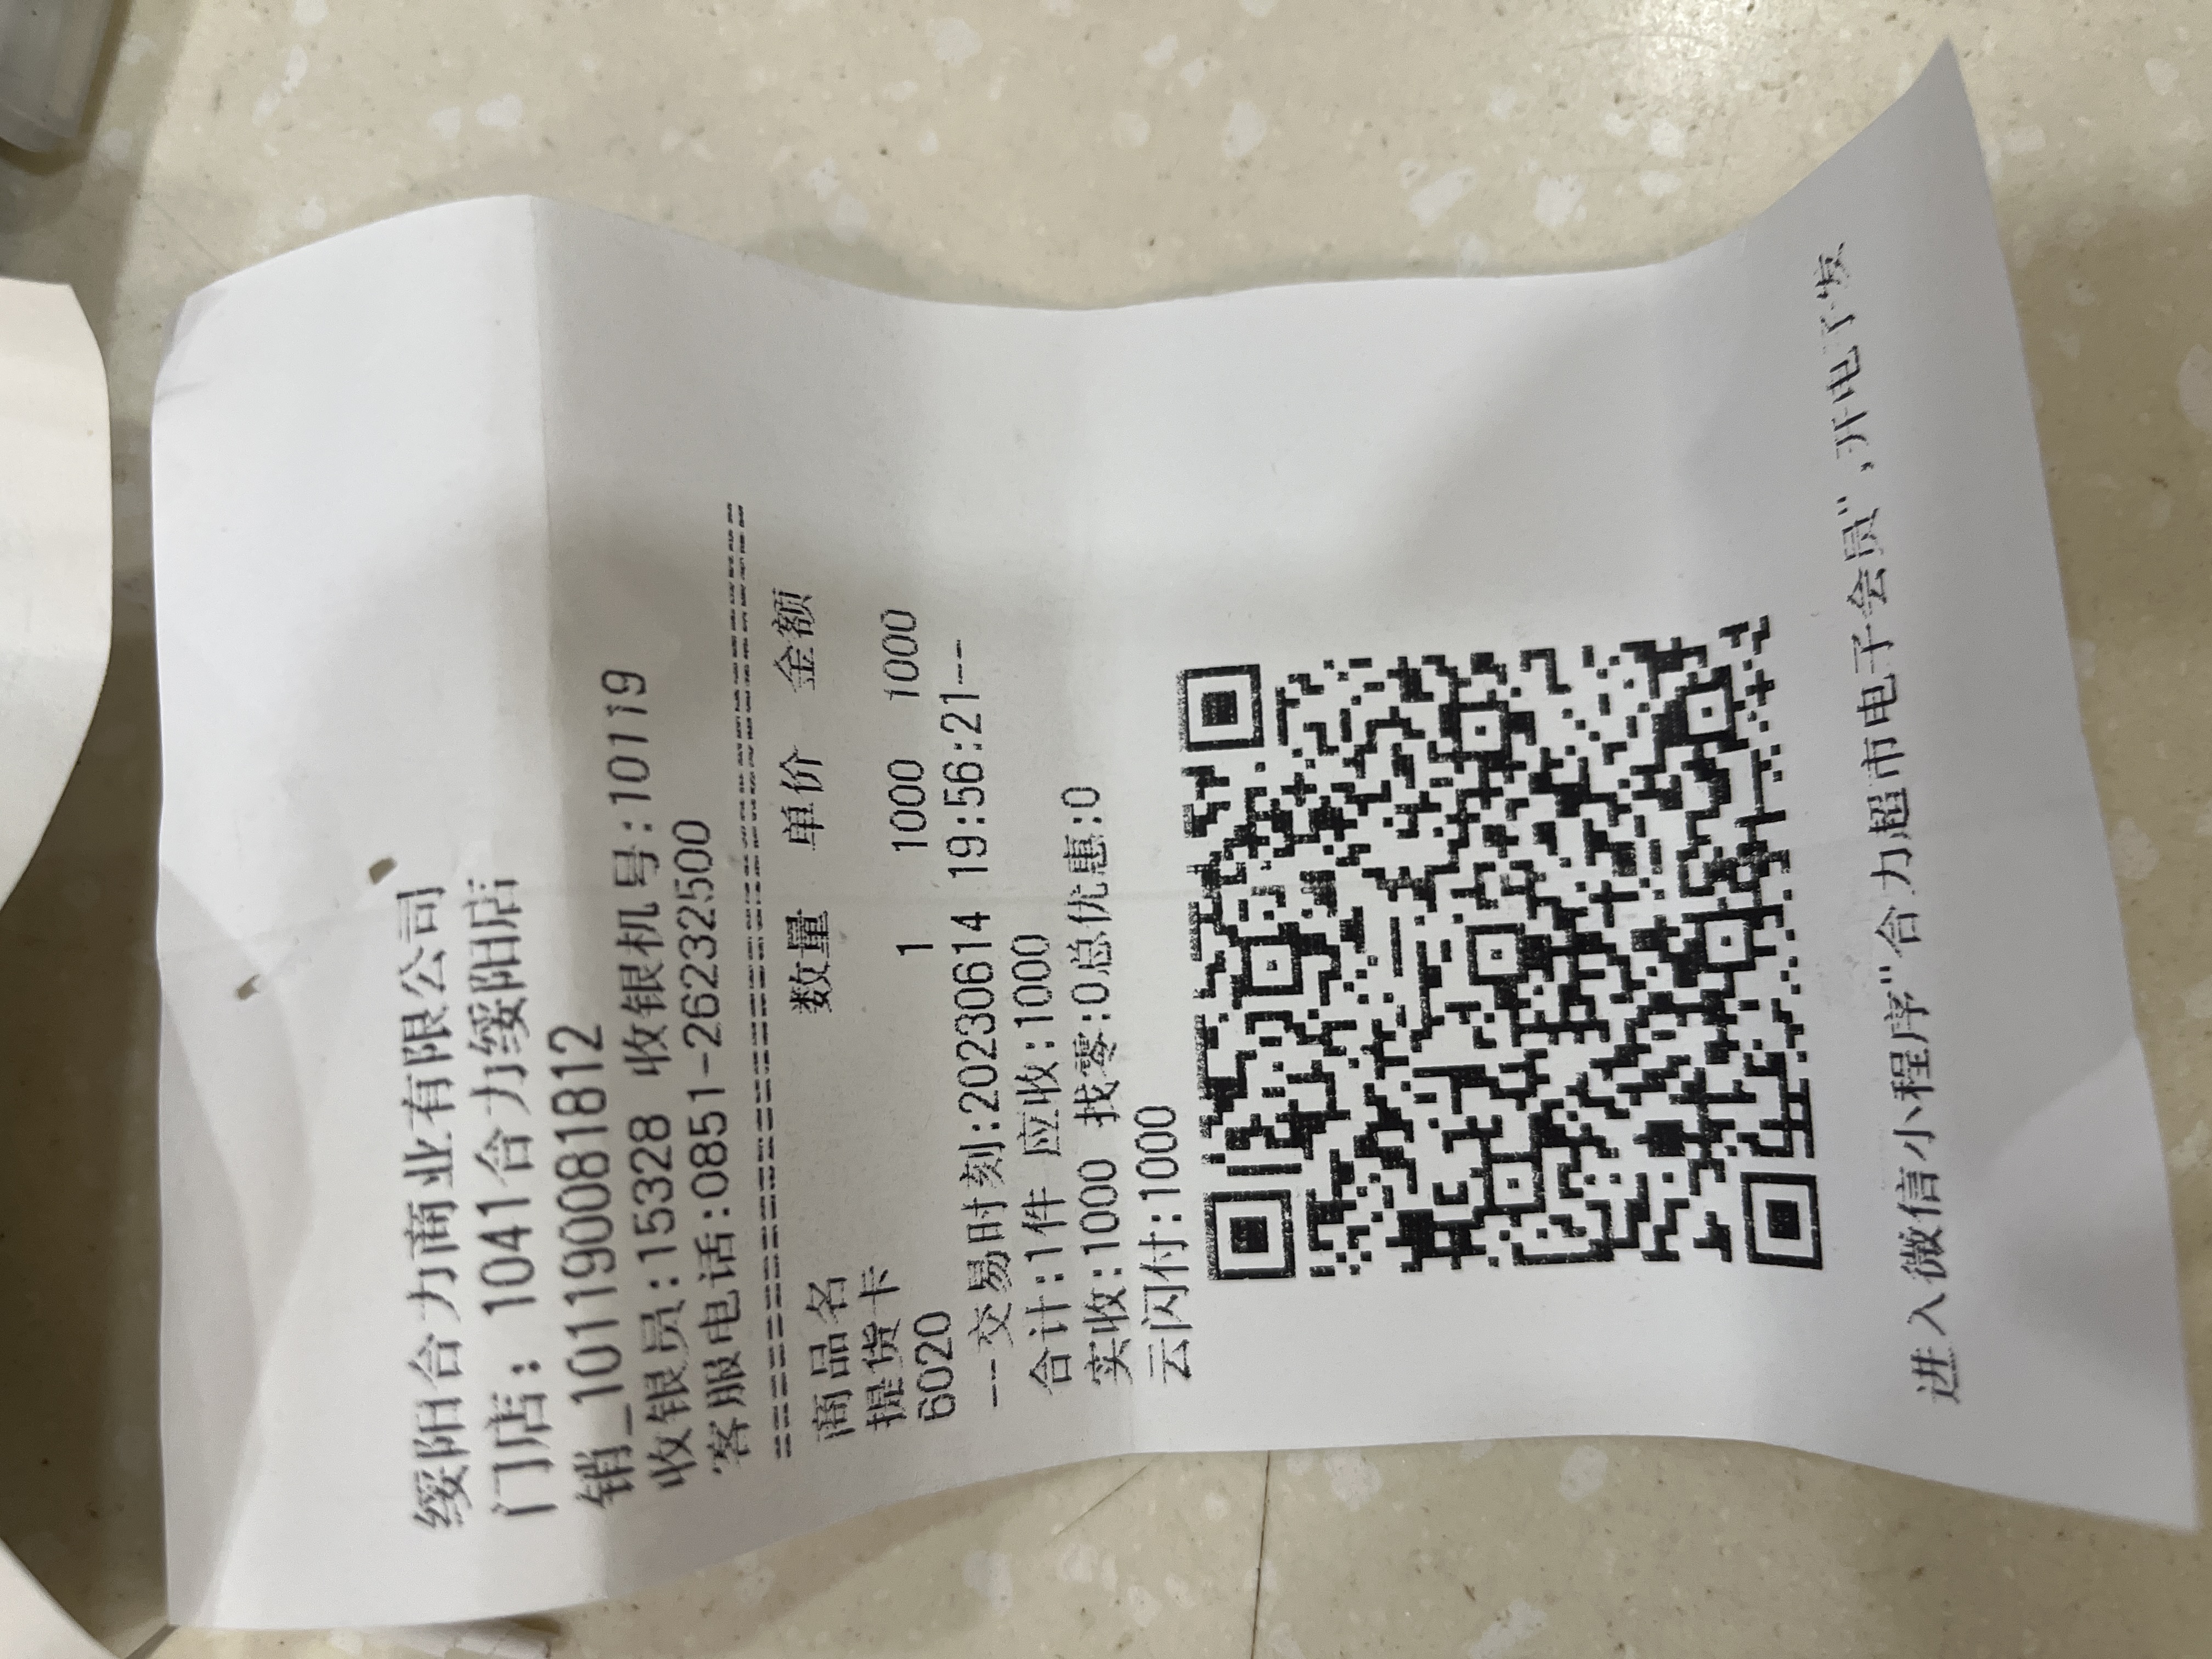 绥阳合力商业有限公司
门店：1041合力绥阳店
销_101190081812
收银员:15328 收银机号:10119
客服电话:0851-26232500
商品名 数量 单价 金额
提货卡
6020 1 1000 1000
--交易时刻:20230614 19:56:21--
合计:1件 应收:1000
实收:1000 找零:0总优惠:0
云闪付:1000
进入微信小程序"合力超市电子会员",开电子发